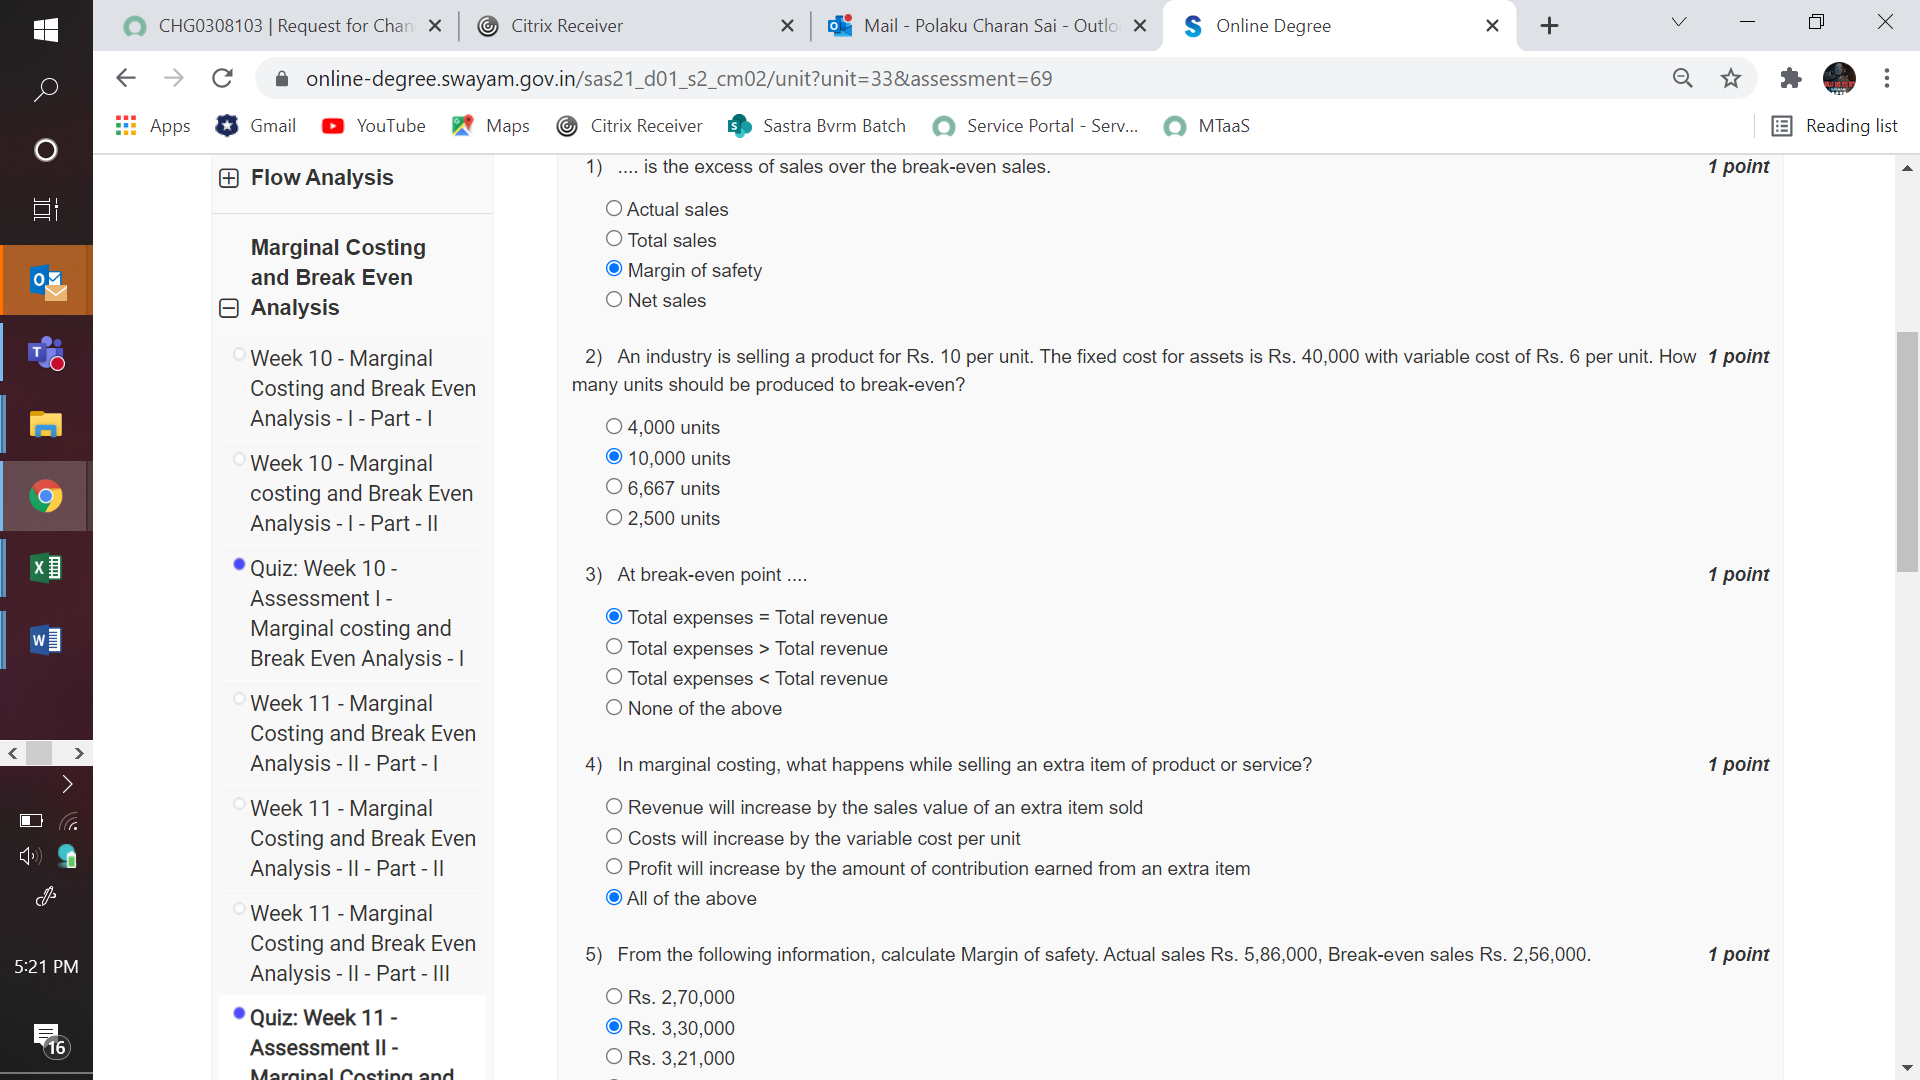 CHG0308103 | Request for Chan
Citrix Receiver
Mail - Polaku Charan Sai - Outlo
Online Degree
online-degree.swayam.gov.in/sas21_d01_s2_cm02/unit?unit=33&assessment=69
Apps
Gmail
YouTube
Maps
Citrix Receiver
Sastra Bvrm Batch
Service Portal - Serv...
MTaaS
Reading list
Flow Analysis
Marginal Costing
and Break Even
Analysis
Week 10 - Marginal
Costing and Break Even
Analysis - I - Part - I
Week 10 - Marginal
costing and Break Even
Analysis - I - Part - II
Quiz: Week 10 -
Assessment I -
Marginal costing and
Break Even Analysis - I
Week 11 - Marginal
Costing and Break Even
Analysis - II - Part - I
Week 11 - Marginal
Costing and Break Even
Analysis - II - Part - II
Week 11 - Marginal
Costing and Break Even
Analysis - II - Part - III
Quiz: Week 11 -
Assessment II -
Marginal Costing and
1) .... is the excess of sales over the break-even sales. 1 point
Actual sales
Total sales
Margin of safety
Net sales
2) An industry is selling a product for Rs. 10 per unit. The fixed cost for assets is Rs. 40,000 with variable cost of Rs. 6 per unit. How 1 point
many units should be produced to break-even?
4,000 units
10,000 units
6,667 units
2,500 units
3) At break-even point .... 1 point
Total expenses = Total revenue
Total expenses > Total revenue
Total expenses < Total revenue
None of the above
4) In marginal costing, what happens while selling an extra item of product or service? 1 point
Revenue will increase by the sales value of an extra item sold
Costs will increase by the variable cost per unit
Profit will increase by the amount of contribution earned from an extra item
All of the above
5) From the following information, calculate Margin of safety. Actual sales Rs. 5,86,000, Break-even sales Rs. 2,56,000. 1 point
Rs. 2,70,000
Rs. 3,30,000
Rs. 3,21,000
5:21 PM
16